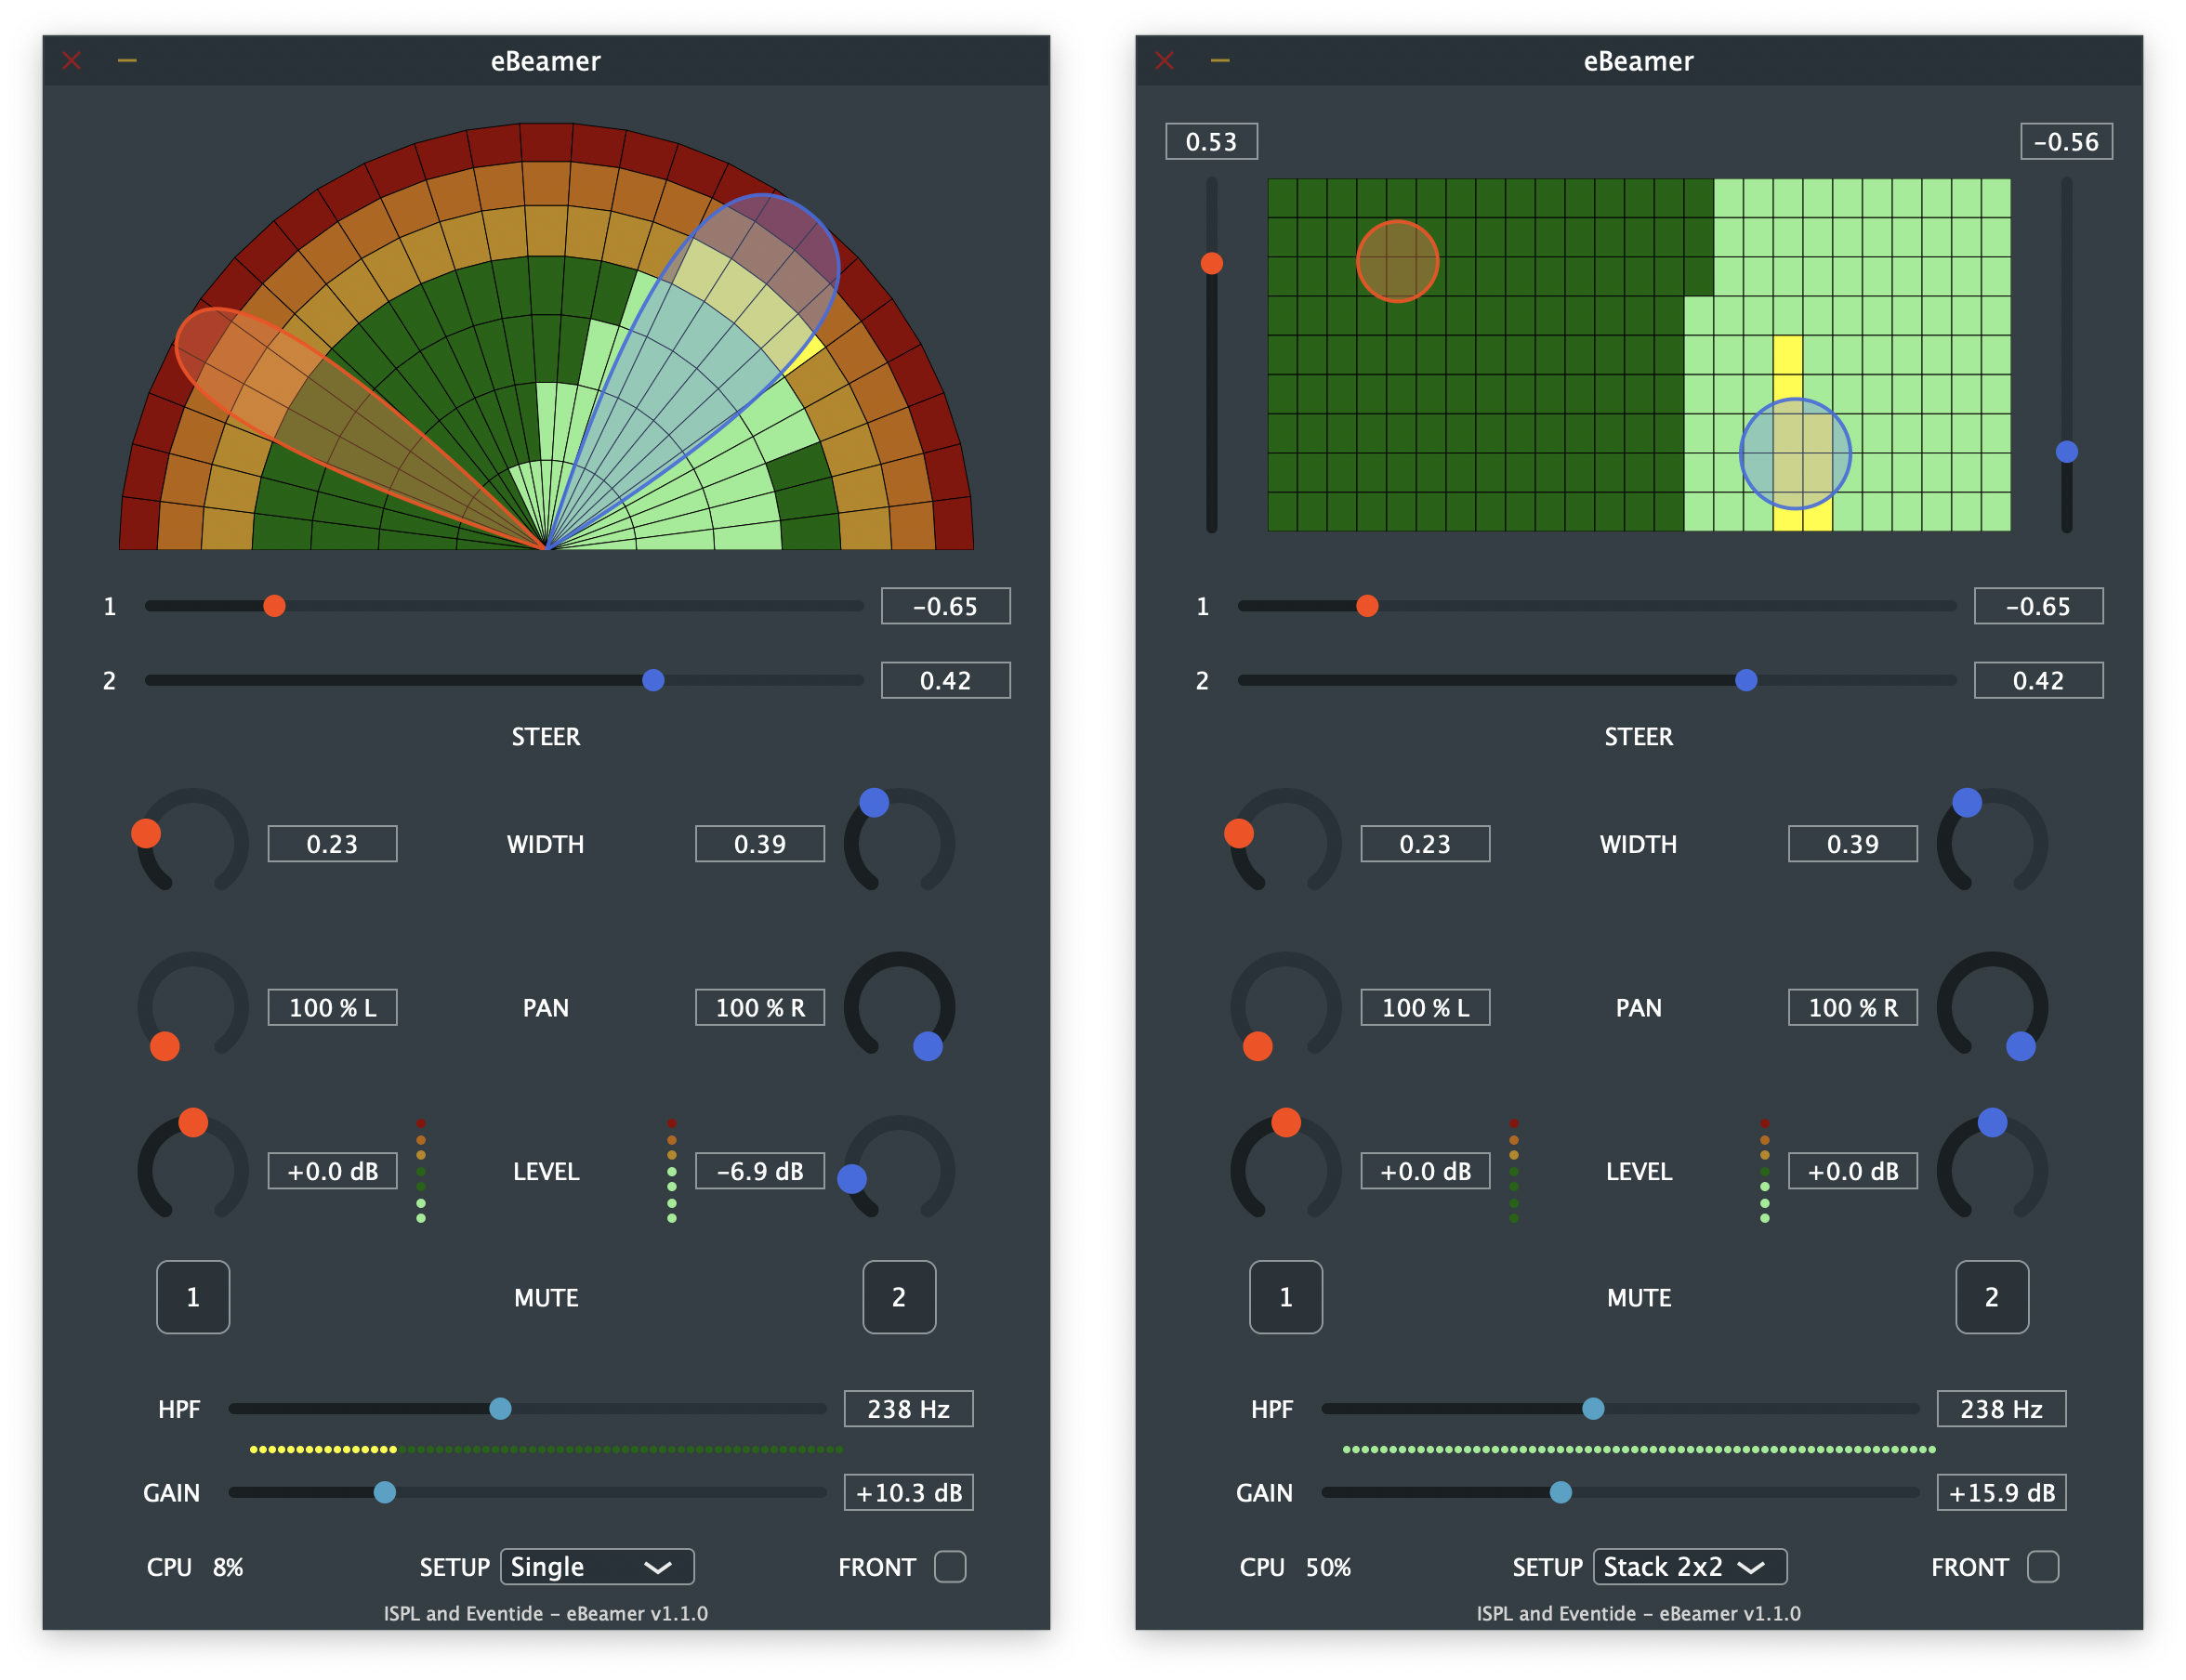 eBeamer
1 -0.65
2 0.42
STEER
0.23 WIDTH 0.39
100 % L PAN 100 % R
+0.0 dB LEVEL -6.9 dB
1 MUTE 2
HPF 238 Hz
GAIN +10.3 dB
CPU 8% SETUP Single FRONT
ISPL and Eventide - eBeamer v1.1.0
eBeamer
0.53 -0.56
1 -0.65
2 0.42
STEER
0.23 WIDTH 0.39
100 % L PAN 100 % R
+0.0 dB LEVEL +0.0 dB
1 MUTE 2
HPF 238 Hz
GAIN +15.9 dB
CPU 50% SETUP Stack 2x2 FRONT
ISPL and Eventide - eBeamer v1.1.0